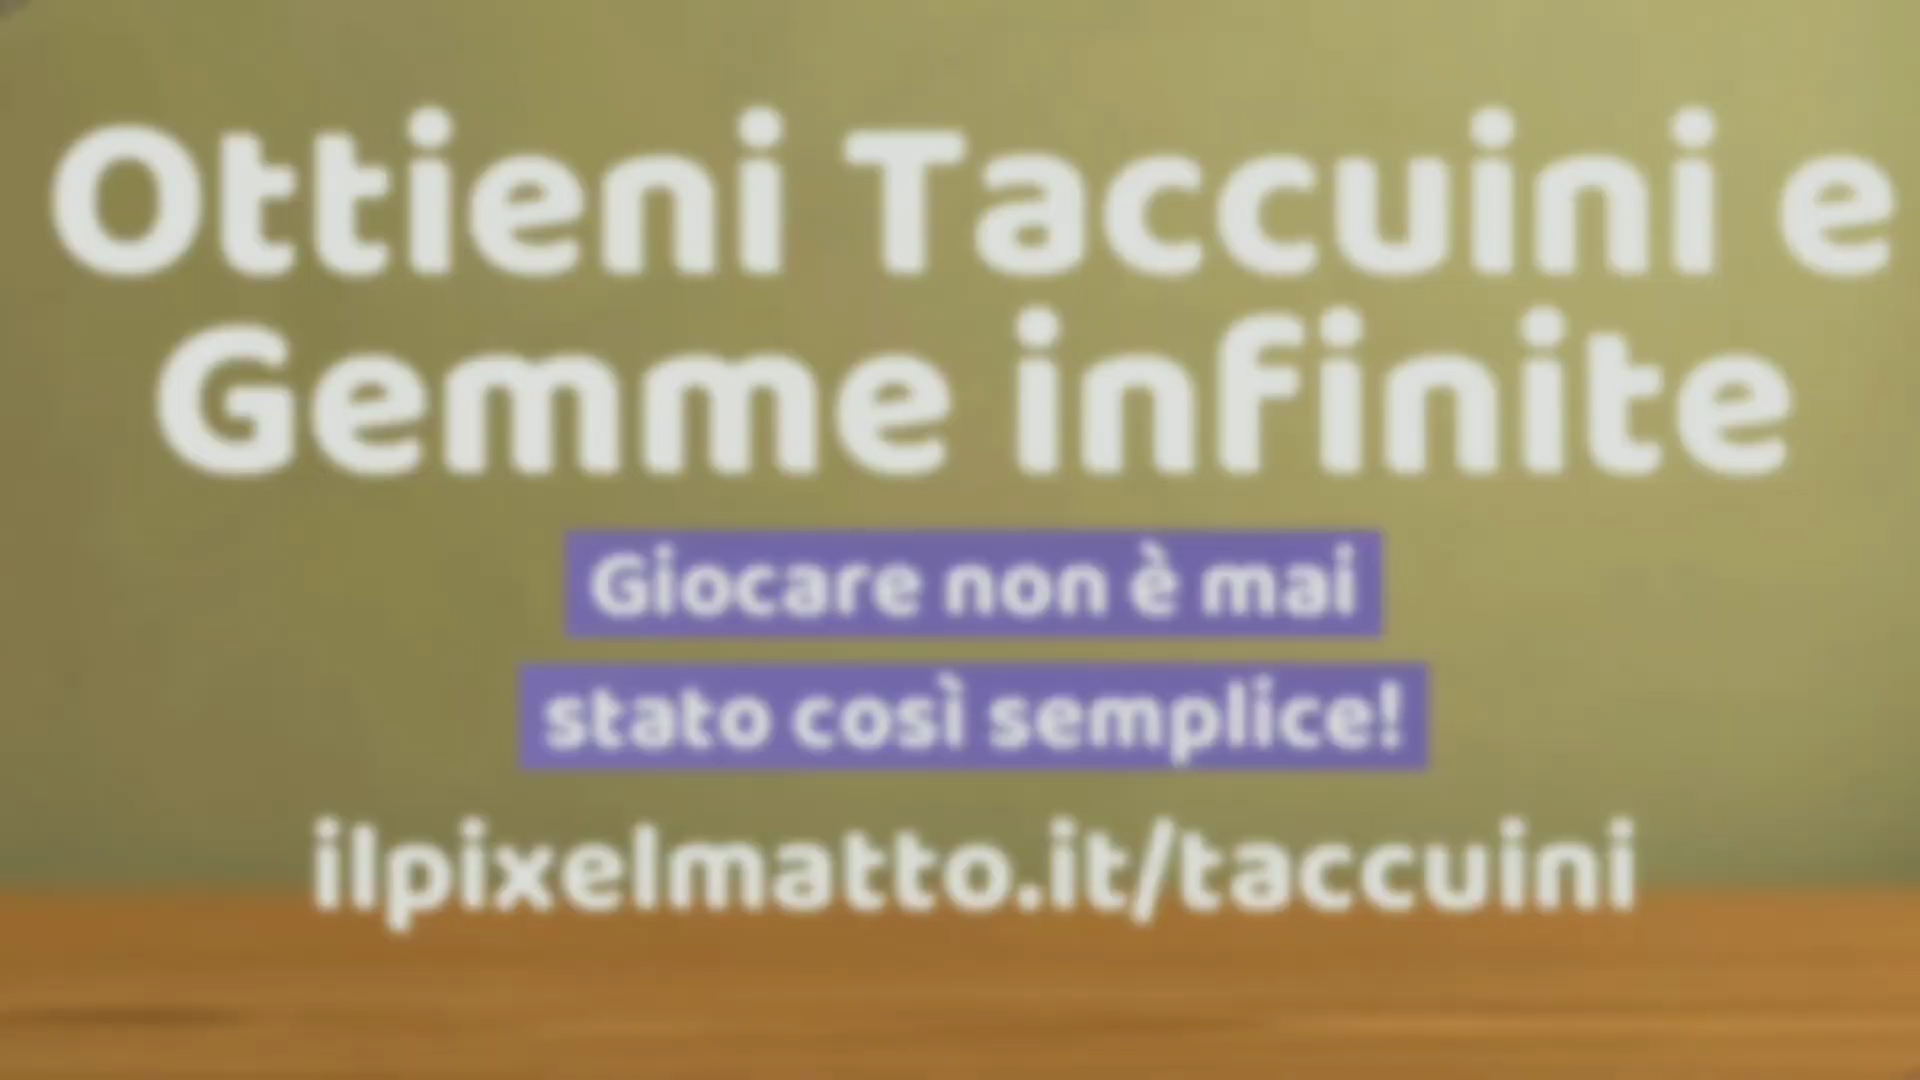 Ottieni Taccuini e
Gemme infinite
Giocare non è mai
stato così semplice!
ilpixelmatto.it/taccuini